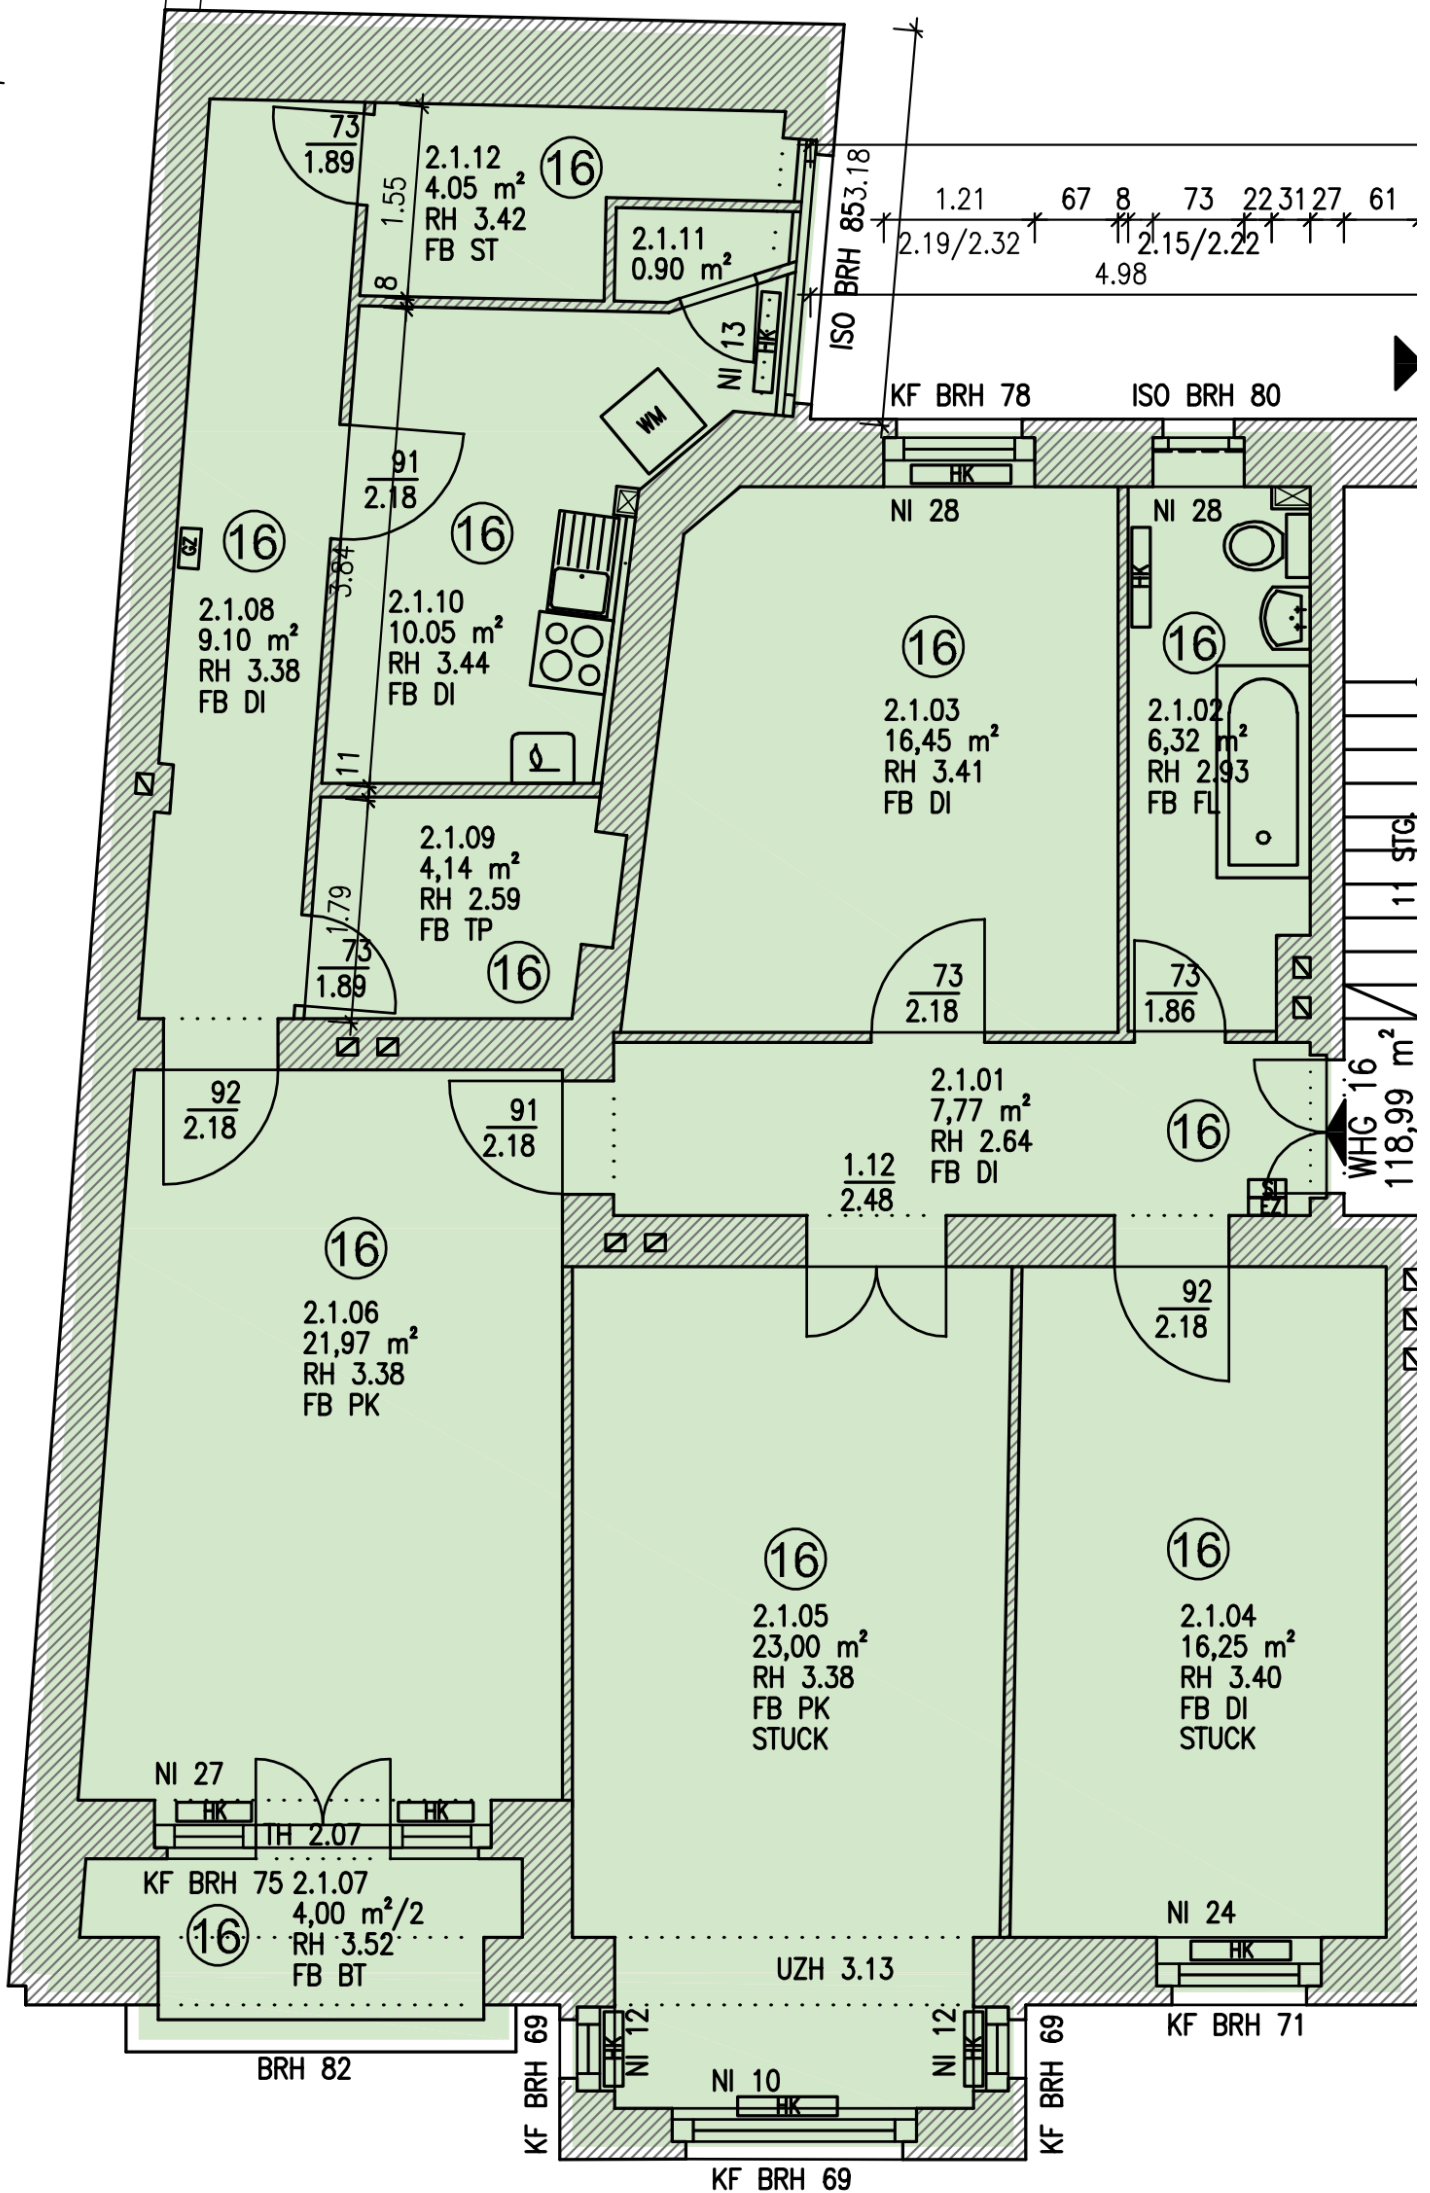 73
1.89
2.1.12
4.05 m²
RH 3.42
FB ST
16
1.55
8
2.1.11
0.90 m²
NI 13
HK
ISO BRH 85
3.18
1.21
67
8
73
22
31
27
61
2.19/2.32
2.15/2.22
4.98
KF BRH 78
ISO BRH 80
HK
NI 28
NI 28
WM
91
2.18
16
GZ
16
3.84
2.1.08
9.10 m²
RH 3.38
FB DI
2.1.10
10.05 m²
RH 3.44
FB DI
11
16
2.1.03
16,45 m²
RH 3.41
FB DI
HK
16
2.1.02
6,32 m²
RH 2.93
FB FL
11 STG.
2.1.09
4,14 m²
RH 2.59
FB TP
16
1.79
73
1.89
73
2.18
73
1.86
92
2.18
91
2.18
2.1.01
7,77 m²
RH 2.64
FB DI
16
1.12
2.48
SI
EZ
WHG 16
118,99 m²
92
2.18
16
2.1.06
21,97 m²
RH 3.38
FB PK
16
2.1.05
23,00 m²
RH 3.38
FB PK
STUCK
16
2.1.04
16,25 m²
RH 3.40
FB DI
STUCK
NI 27
HK
HK
TH 2.07
KF BRH 75
2.1.07
4,00 m²/2
RH 3.52
FB BT
16
BRH 82
UZH 3.13
NI 24
HK
KF BRH 71
KF BRH 69
HK
NI 12
NI 12
HK
KF BRH 69
NI 10
HK
KF BRH 69